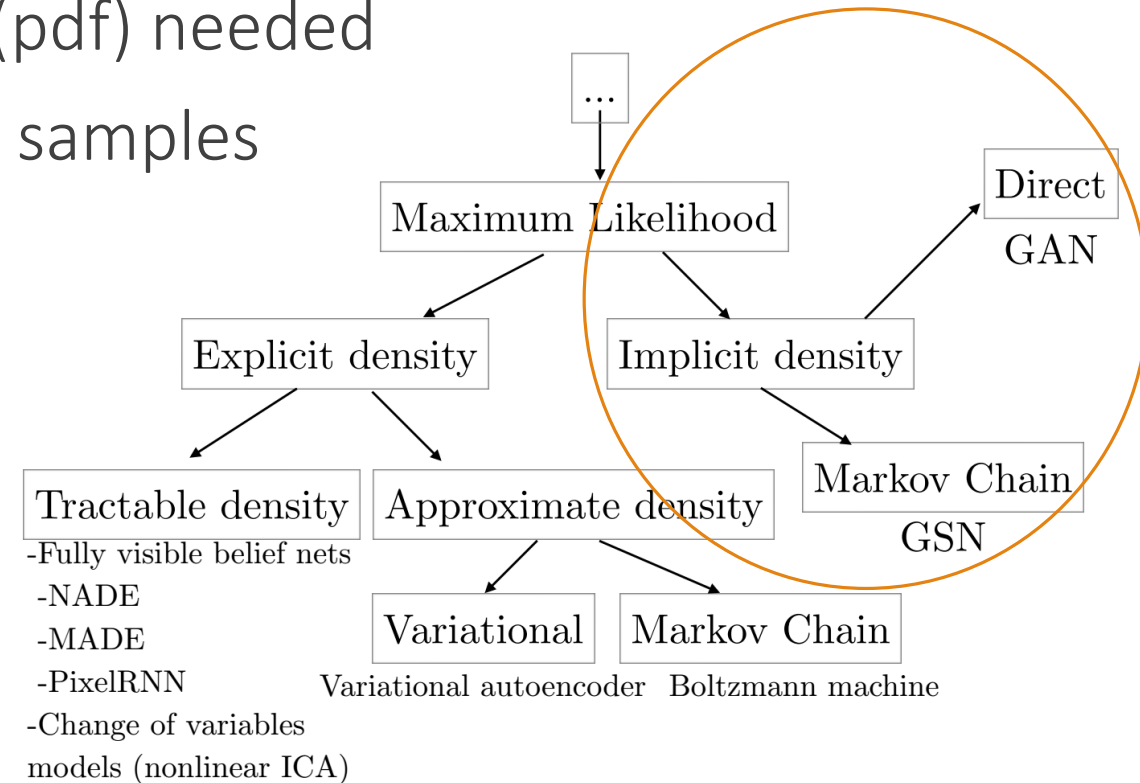 (pdf) needed
samples
...
Maximum Likelihood
Direct
GAN
Explicit density
Implicit density
Tractable density
Approximate density
Markov Chain
GSN
-Fully visible belief nets
-NADE
-MADE
-PixelRNN
-Change of variables
models (nonlinear ICA)
Variational
Markov Chain
Variational autoencoder
Boltzmann machine